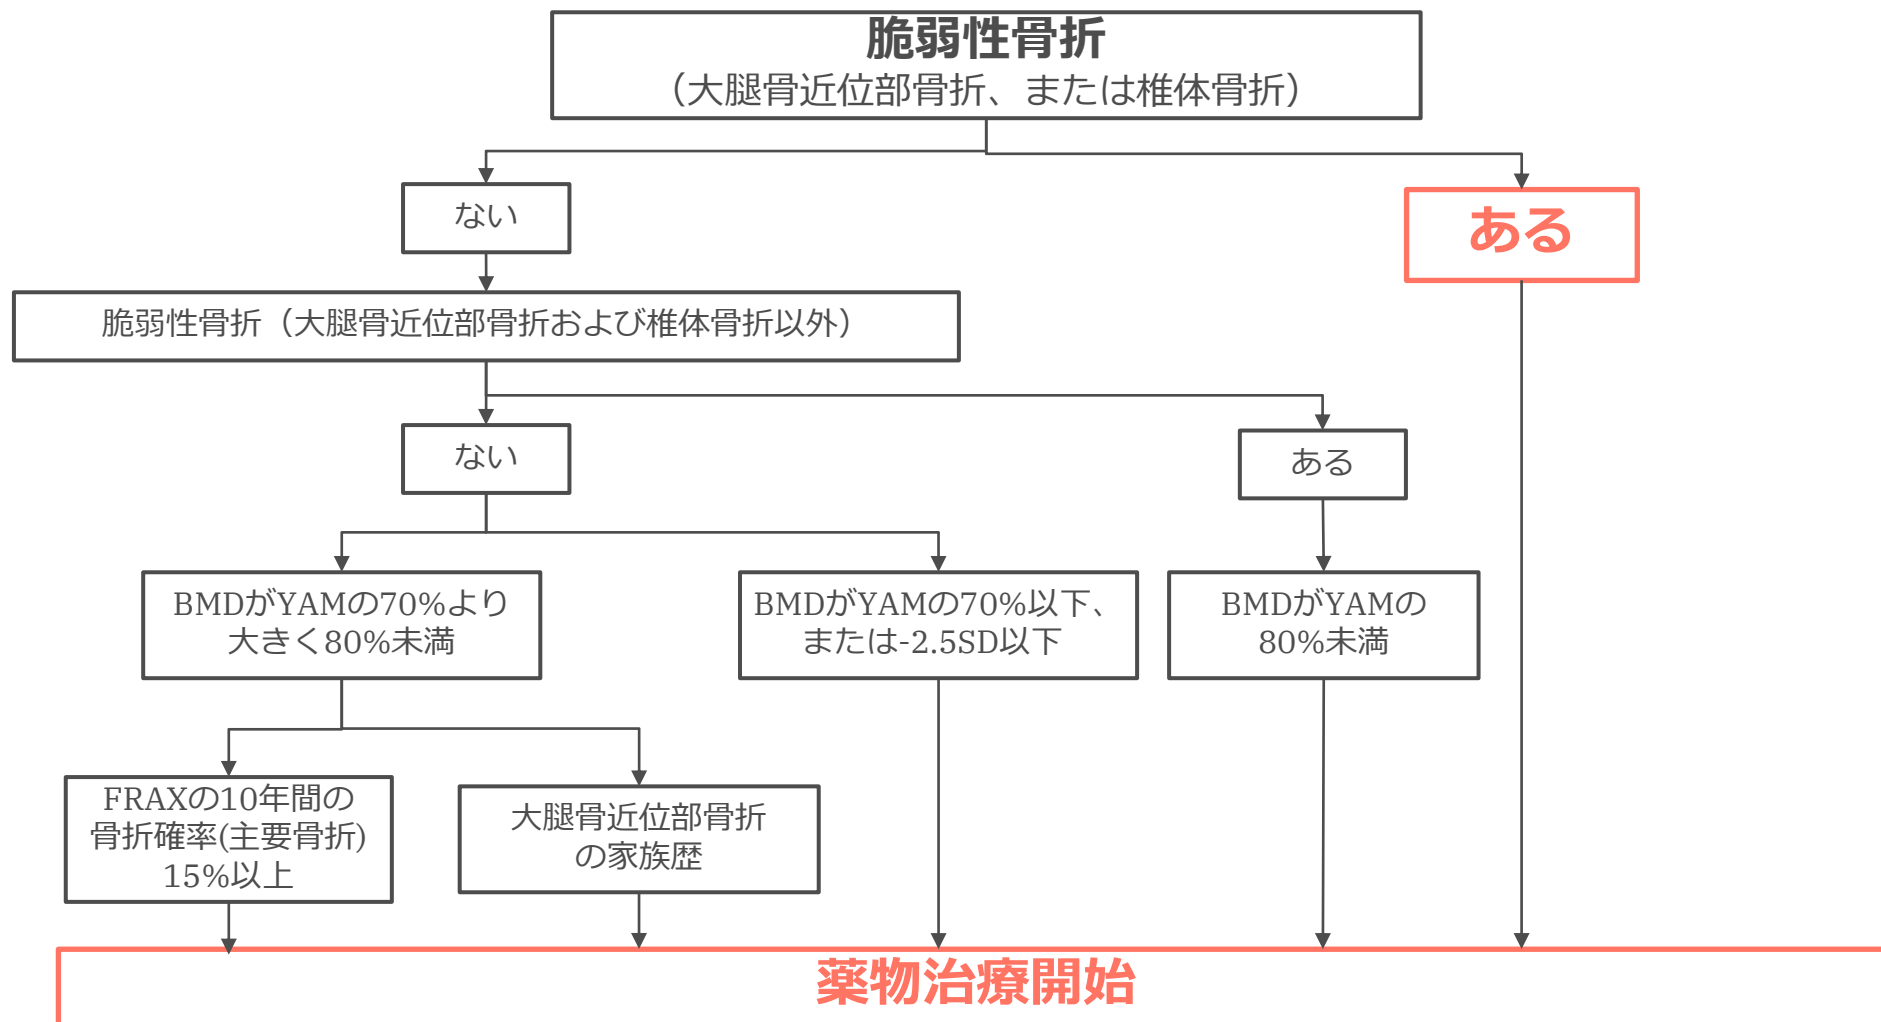 脆弱性骨折
（大腿骨近位部骨折、または椎体骨折）
ない
ある
脆弱性骨折（大腿骨近位部骨折および椎体骨折以外）
ない
ある
BMDがYAMの70%より
大きく80%未満
BMDがYAMの70%以下、
または-2.5SD以下
BMDがYAMの
80%未満
FRAXの10年間の
骨折確率(主要骨折)
15%以上
大腿骨近位部骨折
の家族歴
薬物治療開始